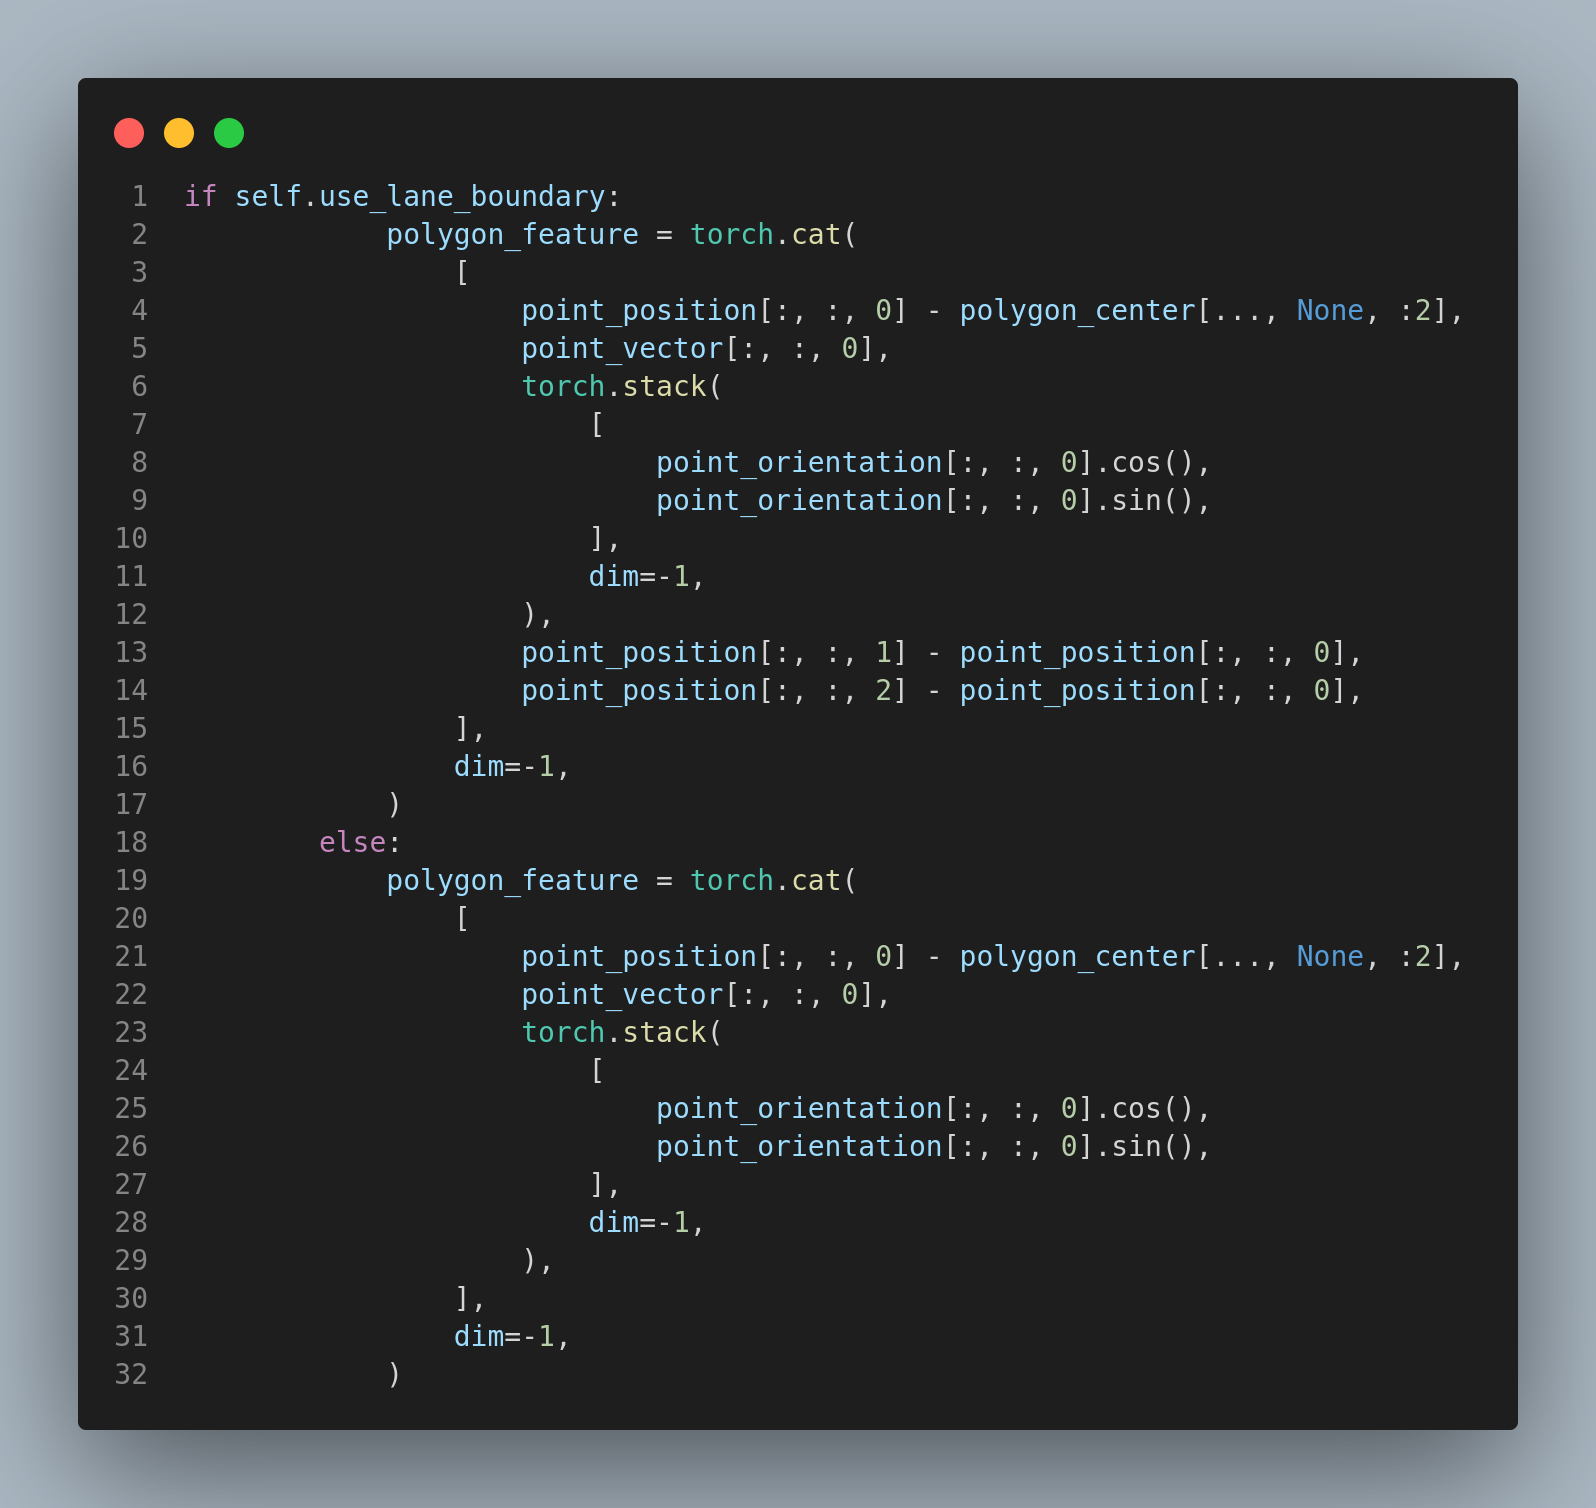 1 if self.use_lane_boundary:
2             polygon_feature = torch.cat(
3                 [
4                     point_position[:, :, 0] - polygon_center[..., None, :2],
5                     point_vector[:, :, 0],
6                     torch.stack(
7                         [
8                             point_orientation[:, :, 0].cos(),
9                             point_orientation[:, :, 0].sin(),
10                         ],
11                         dim=-1,
12                     ),
13                     point_position[:, :, 1] - point_position[:, :, 0],
14                     point_position[:, :, 2] - point_position[:, :, 0],
15                 ],
16                 dim=-1,
17             )
18         else:
19             polygon_feature = torch.cat(
20                 [
21                     point_position[:, :, 0] - polygon_center[..., None, :2],
22                     point_vector[:, :, 0],
23                     torch.stack(
24                         [
25                             point_orientation[:, :, 0].cos(),
26                             point_orientation[:, :, 0].sin(),
27                         ],
28                         dim=-1,
29                     ),
30                 ],
31                 dim=-1,
32             )